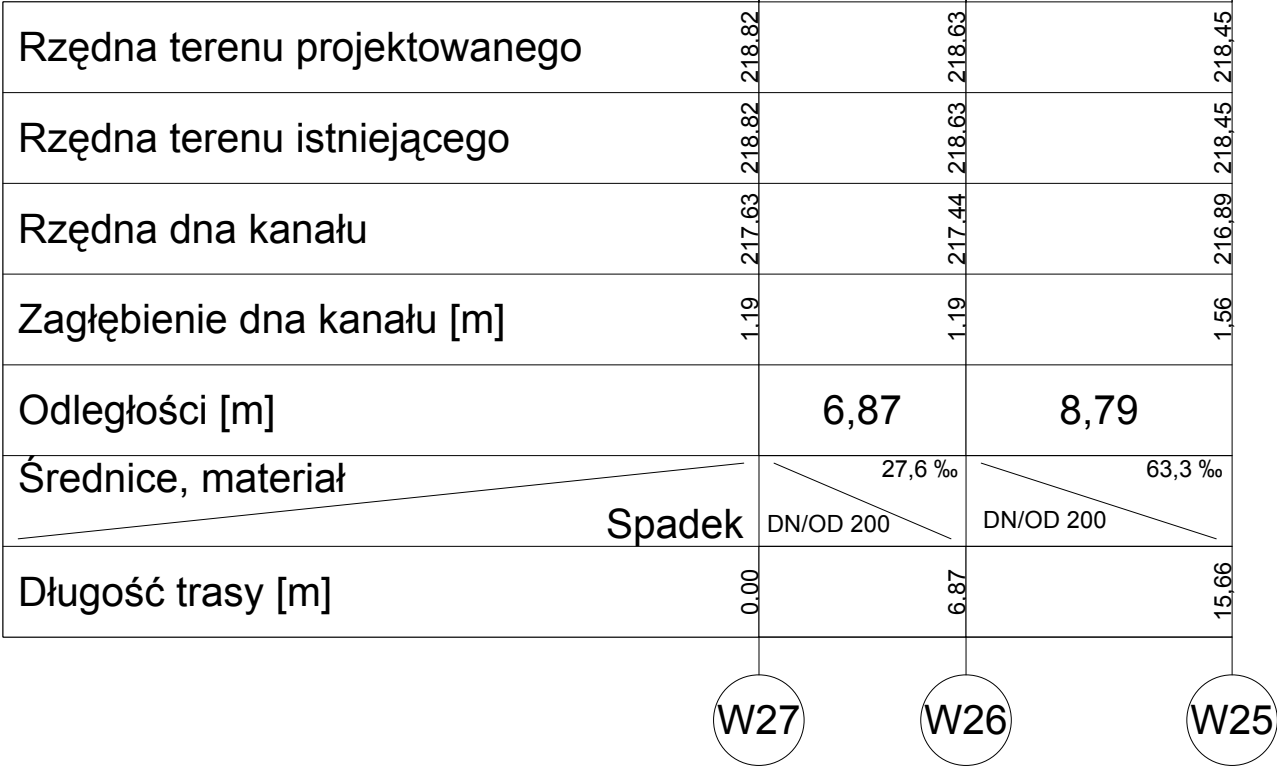 Rzędna terenu projektowanego 218,82 218,63 218,45
Rzędna terenu istniejącego 218,82 218,63 218,45
Rzędna dna kanału 217,63 217,44 216,89
Zagłębienie dna kanału [m] 1,19 1,19 1,56
Odległości [m] 6,87 8,79
Średnice, materiał 27,6 ‰ 63,3 ‰
Spadek DN/OD 200 DN/OD 200
Długość trasy [m] 0,00 6,87 15,66
W27 W26 W25